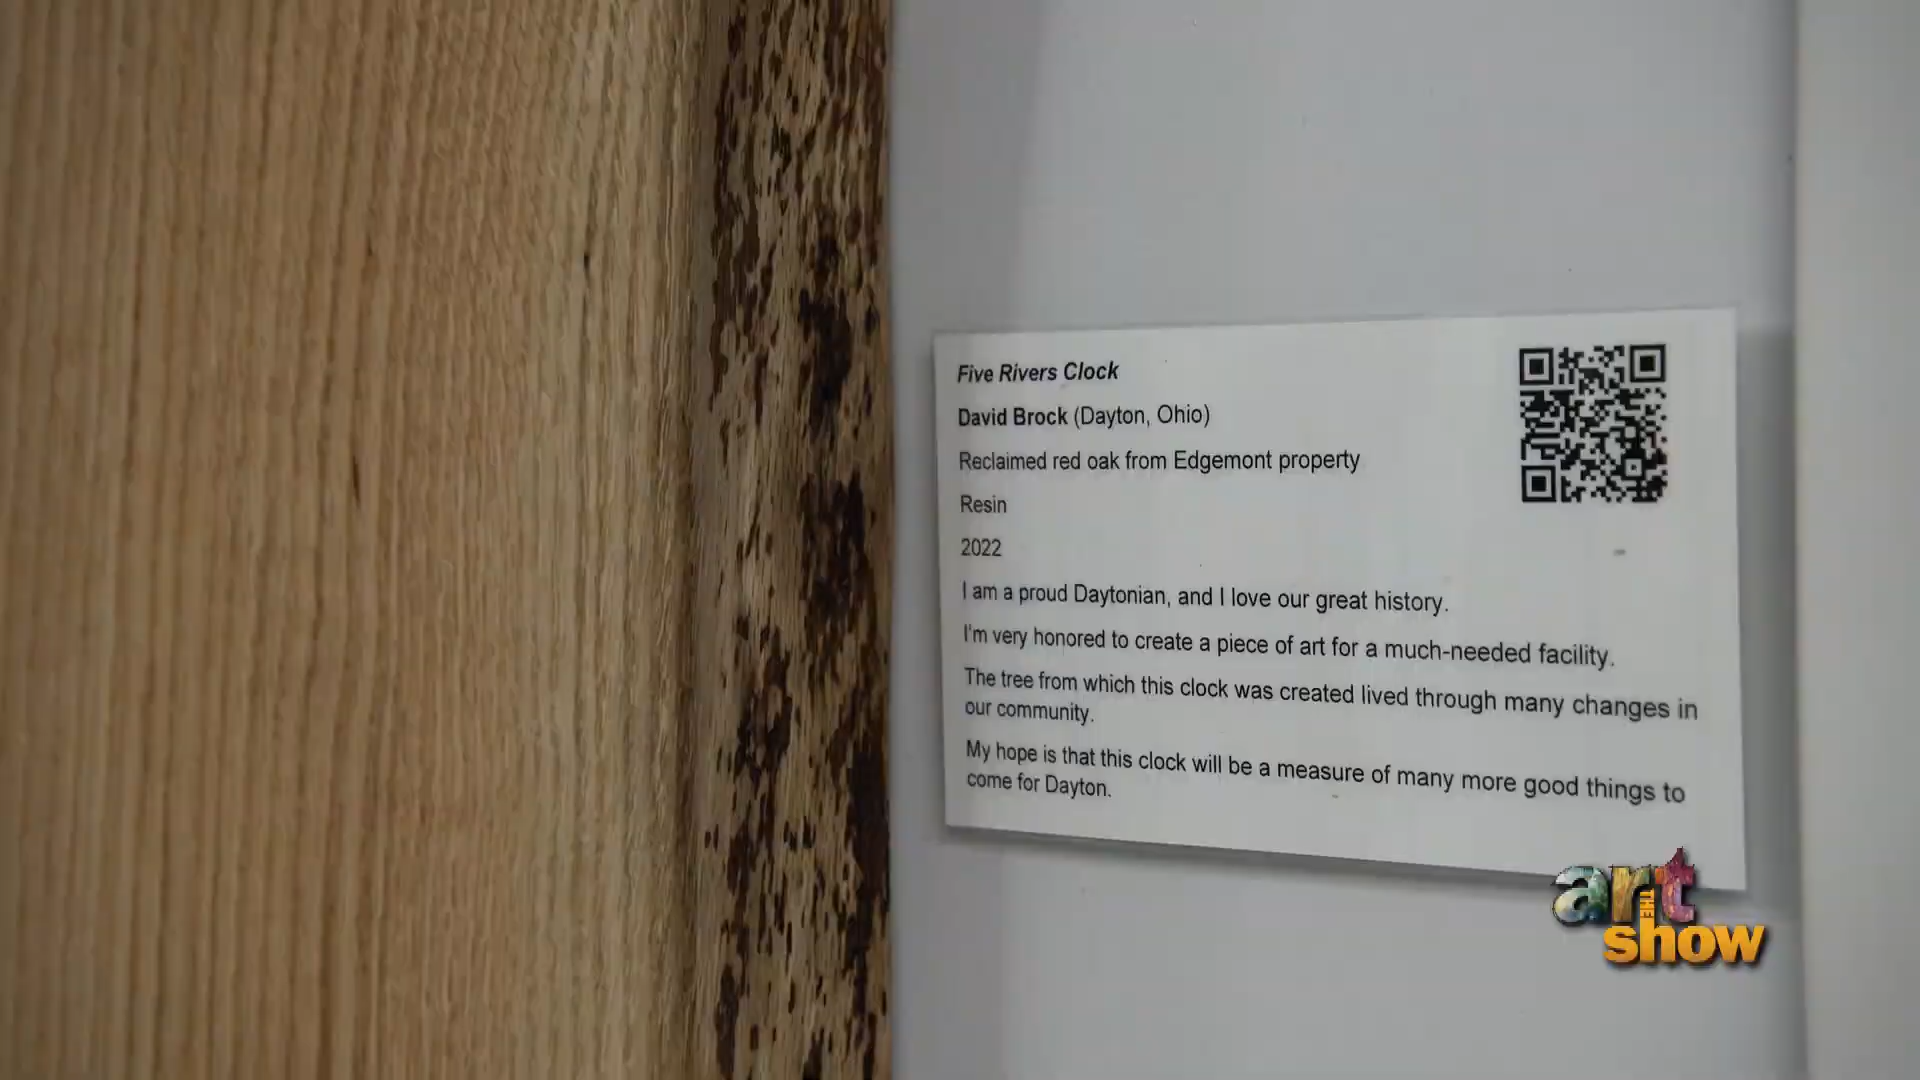 Five Rivers Clock
David Brock (Dayton, Ohio)
Reclaimed red oak from Edgemont property
Resin
2022
I am a proud Daytonian, and I love our great history.
I'm very honored to create a piece of art for a much-needed facility.
The tree from which this clock was created lived through many changes in
our community.
My hope is that this clock will be a measure of many more good things to
come for Dayton.
art
THE
show